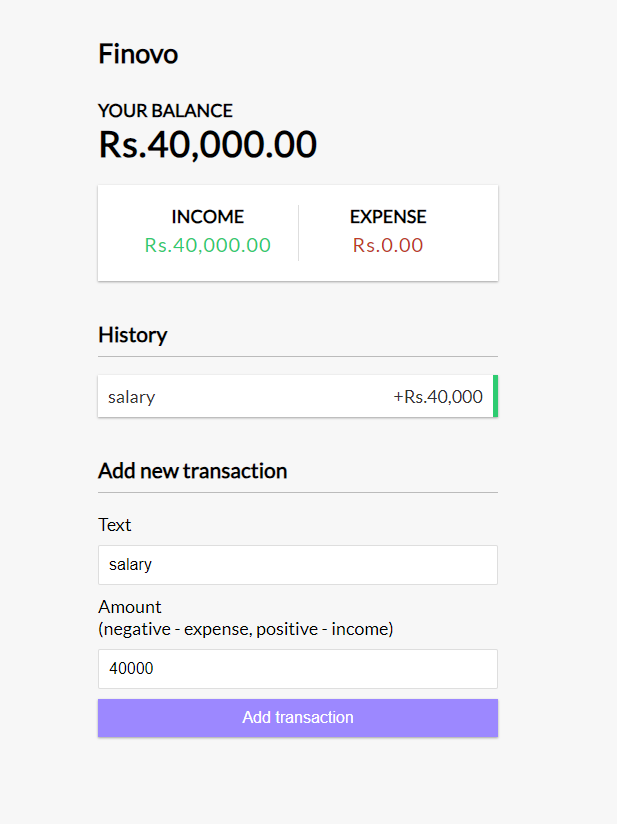 Finovo
YOUR BALANCE
Rs.40,000.00
INCOME
Rs.40,000.00
EXPENSE
Rs.0.00
History
salary +Rs.40,000
Add new transaction
Text
salary
Amount
(negative - expense, positive - income)
40000
Add transaction